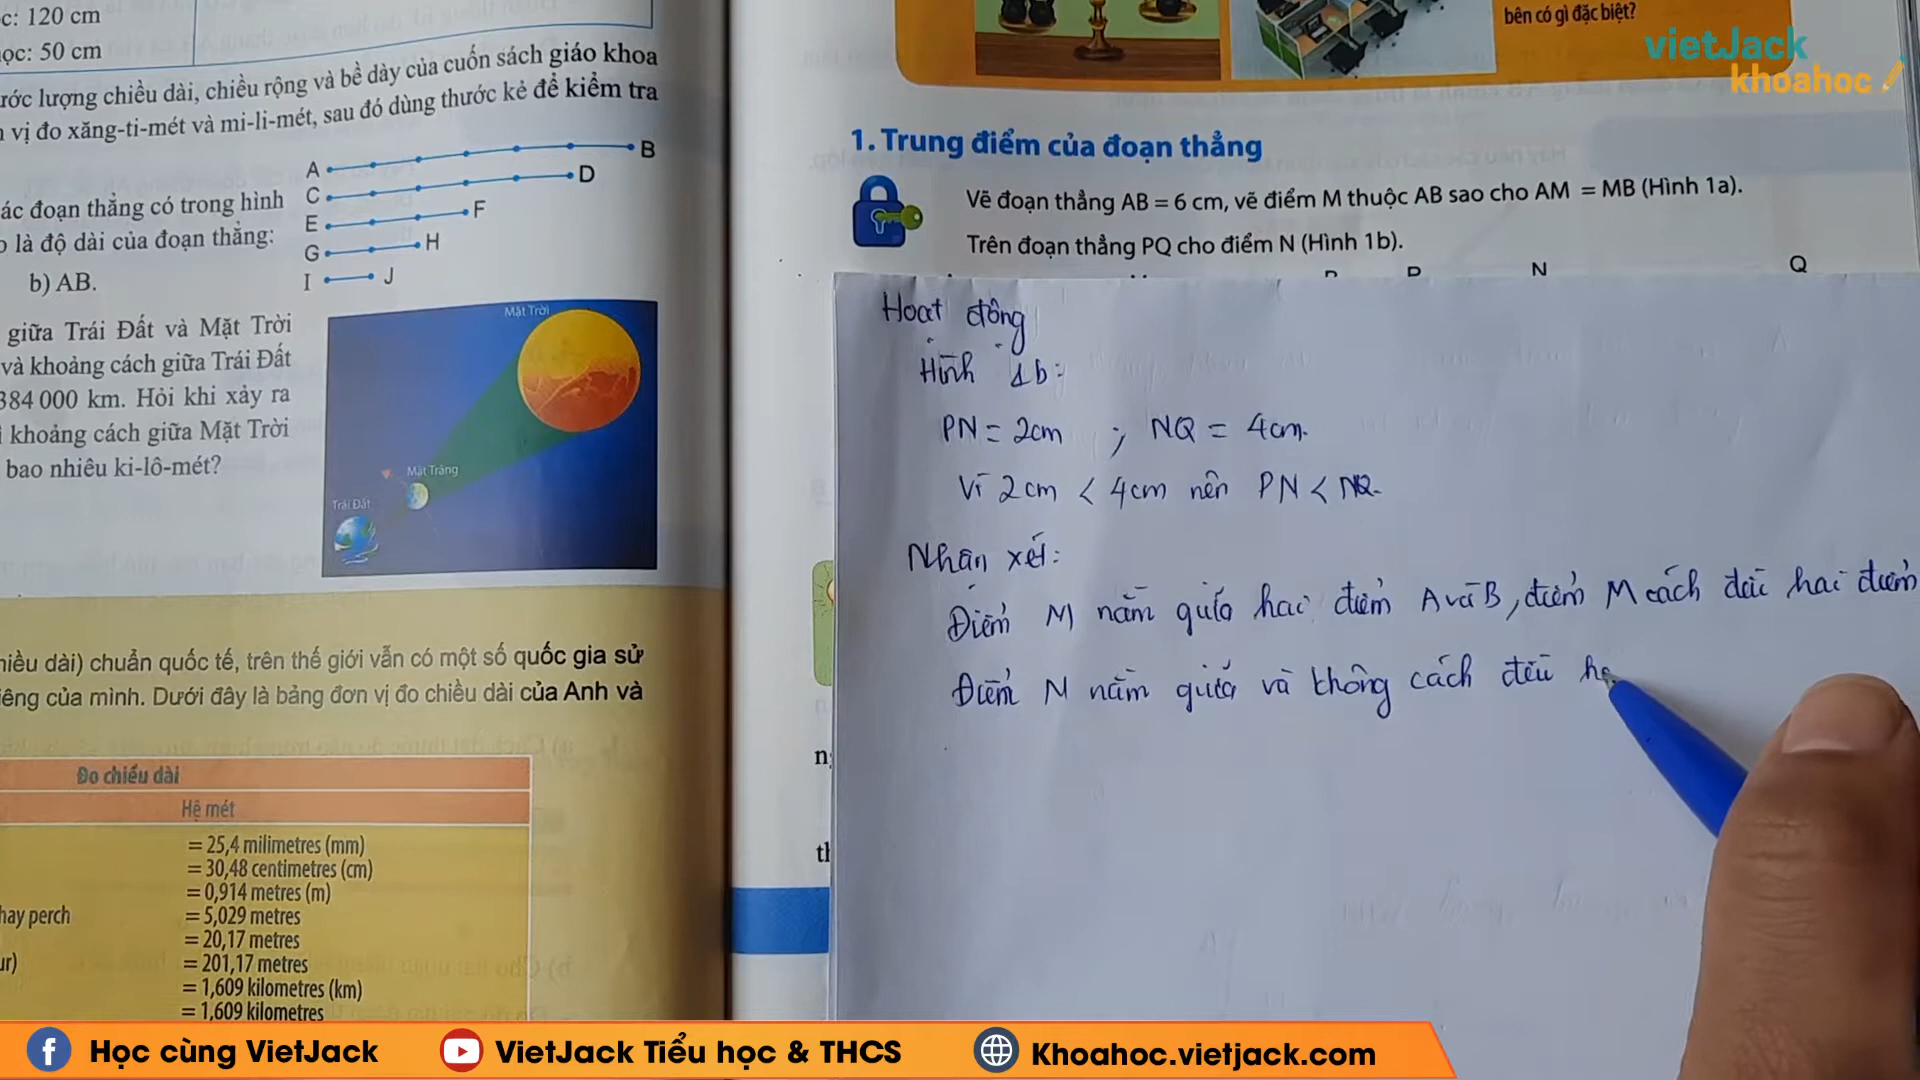 c: 120 cm
ọc: 50 cm
ước lượng chiều dài, chiều rộng và bề dày của cuốn sách giáo khoa
vị đo xăng-ti-mét và mi-li-mét, sau đó dùng thước kẻ để kiểm tra
ác đoạn thẳng có trong hình
là độ dài của đoạn thẳng:
b) AB.
A B
C D
E F
G H
I J
giữa Trái Đất và Mặt Trời
và khoảng cách giữa Trái Đất
384 000 km. Hỏi khi xảy ra
khoảng cách giữa Mặt Trời
bao nhiêu ki-lô-mét?
Mặt Trời
Mặt Trăng
Trái Đất
hiều dài) chuẩn quốc tế, trên thế giới vẫn có một số quốc gia sử
iêng của mình. Dưới đây là bảng đơn vị đo chiều dài của Anh và
Đo chiều dài
Hệ mét
= 25,4 milimetres (mm)
= 30,48 centimetres (cm)
= 0,914 metres (m)
hay perch = 5,029 metres
= 20,17 metres
ur) = 201,17 metres
= 1,609 kilometres (km)
= 1,609 kilometres
bên có gì đặc biệt?
vietJack
khoahoc
1. Trung điểm của đoạn thẳng
Vẽ đoạn thẳng AB = 6 cm, vẽ điểm M thuộc AB sao cho AM = MB (Hình 1a).
Trên đoạn thẳng PQ cho điểm N (Hình 1b).
N Q
Hoạt động
Hình 1b:
PN = 2cm ; NQ = 4cm.
Vì 2cm < 4cm nên PN < NQ.
Nhận xét:
Điểm M nằm giữa hai điểm A và B, điểm M cách đều hai điểm
Điểm N nằm giữa và không cách đều
Học cùng VietJack
VietJack Tiểu học & THCS
Khoahoc.vietjack.com